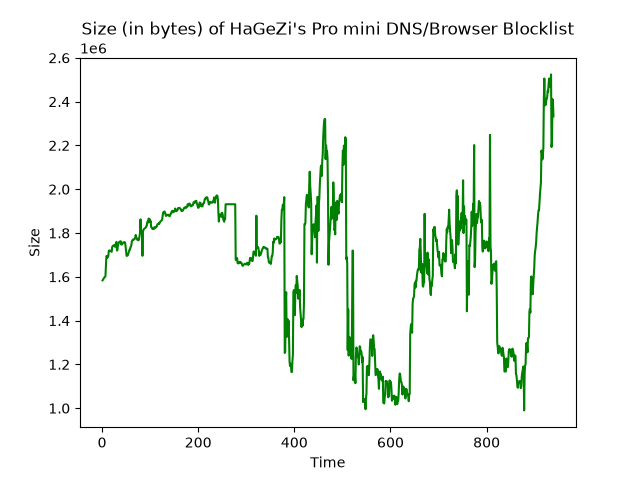 Size (in bytes) of HaGeZi's Pro mini DNS/Browser Blocklist
1e6
2.6
2.4
2.2
2.0
1.8
1.6
1.4
1.2
1.0
Size
0 200 400 600 800
Time